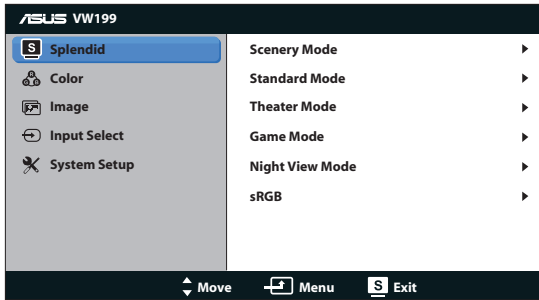 ASUS VW199
S Splendid
Color
Image
Input Select
System Setup
Scenery Mode
Standard Mode
Theater Mode
Game Mode
Night View Mode
sRGB
Move Menu S Exit